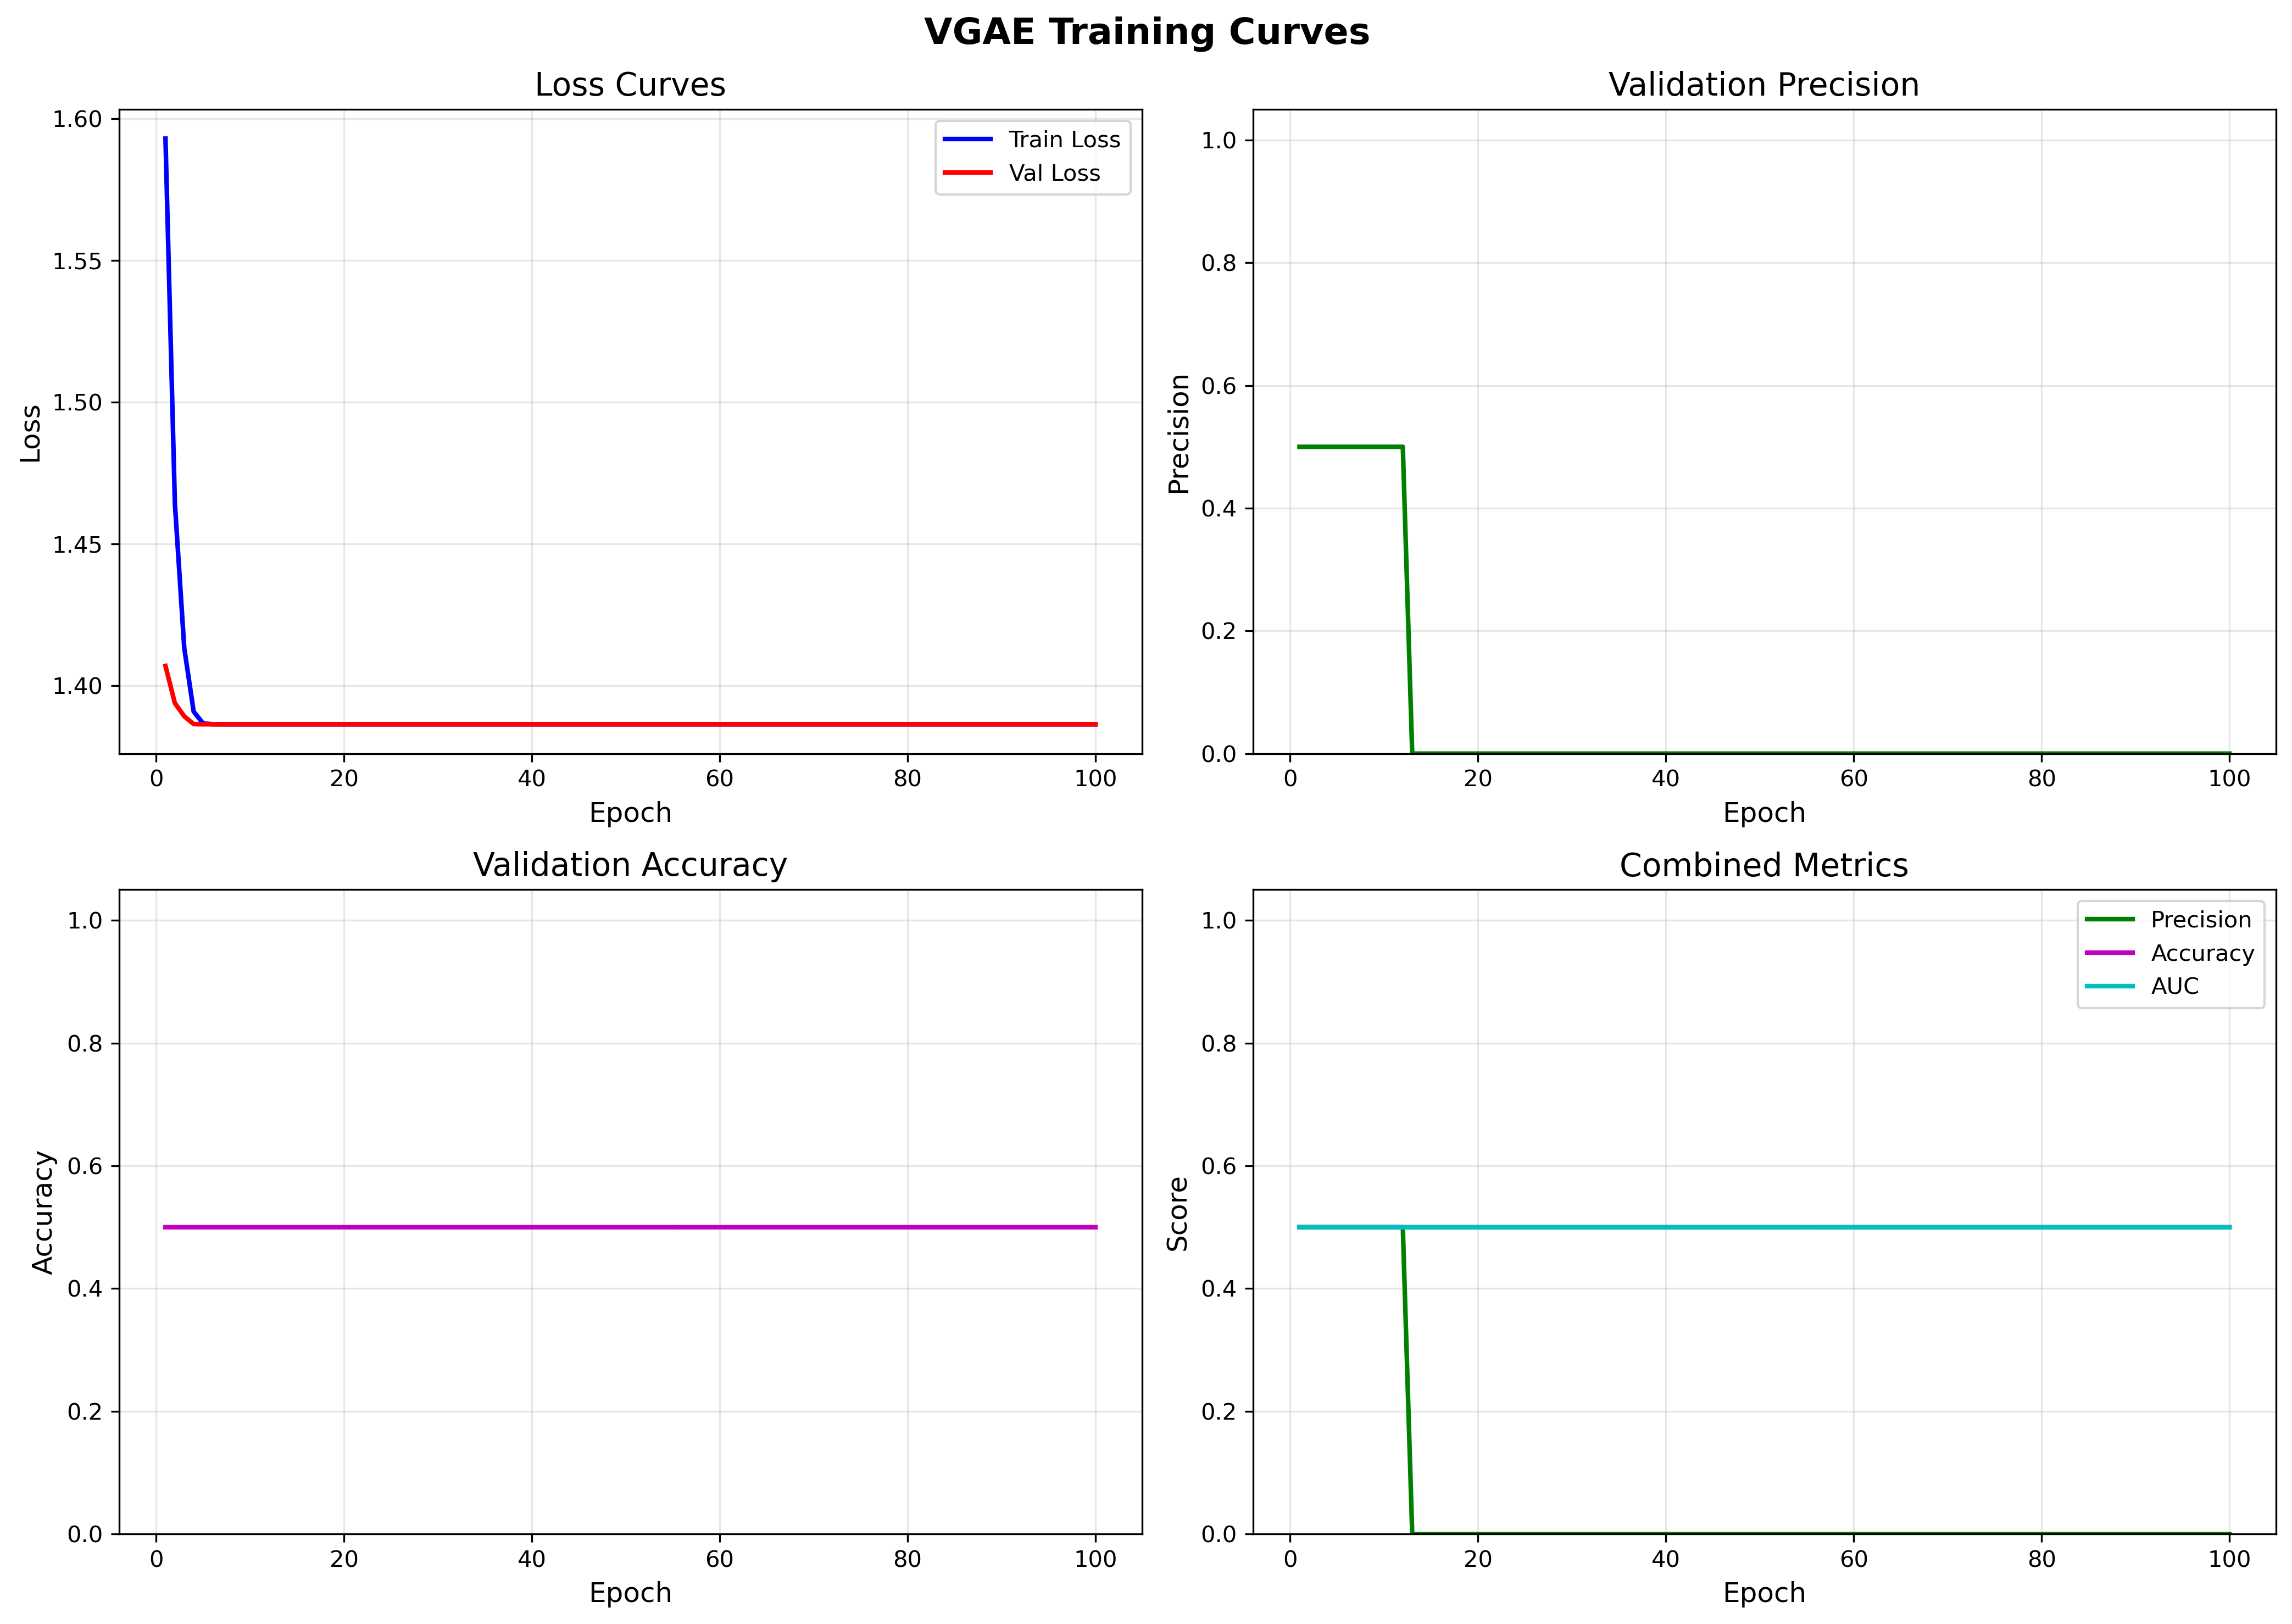 VGAE Training Curves
Loss Curves
1.60
1.55
1.50
1.45
1.40
Loss
Train Loss
Val Loss
0 20 40 60 80 100
Epoch
Validation Precision
1.0
0.8
0.6
0.4
0.2
0.0
Precision
0 20 40 60 80 100
Epoch
Validation Accuracy
1.0
0.8
0.6
0.4
0.2
0.0
Accuracy
0 20 40 60 80 100
Epoch
Combined Metrics
1.0
0.8
0.6
0.4
0.2
0.0
Score
Precision
Accuracy
AUC
0 20 40 60 80 100
Epoch